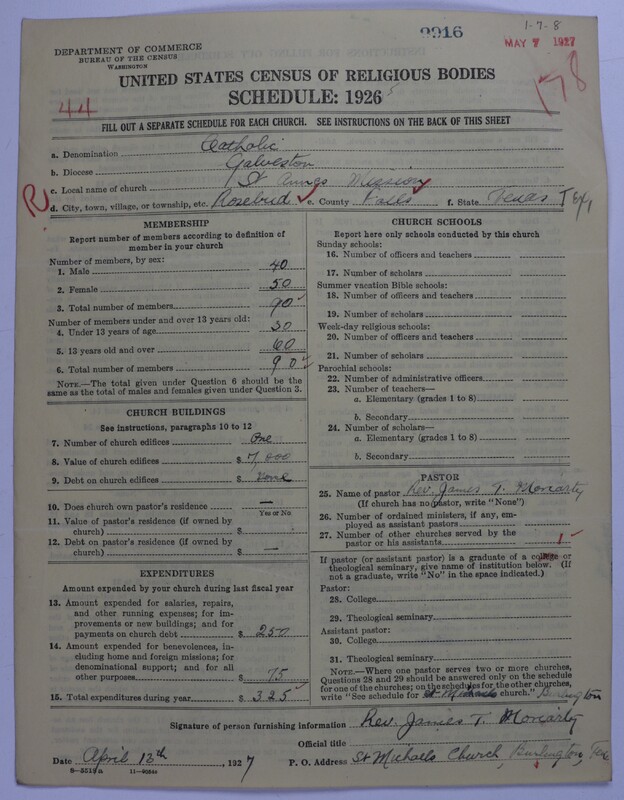 1-7-8
9916
DEPARTMENT OF COMMERCE
MAY 7 1927
BUREAU OF THE CENSUS
WASHINGTON
178
UNITED STATES CENSUS OF RELIGIOUS BODIES
SCHEDULE: 1926
44
FILL OUT A SEPARATE SCHEDULE FOR EACH CHURCH. SEE INSTRUCTIONS ON THE BACK OF THIS SHEET
a. Denomination Catholic
b. Diocese Galveston
c. Local name of church St Anns Mission
d. City, town, village, or township, etc. Rosebud e. County Falls f. State Texas Tex
MEMBERSHIP
Report number of members according to definition of
member in your church
Number of members, by sex:
1. Male 40
2. Female 50
3. Total number of members 90
Number of members under and over 13 years old:
4. Under 13 years of age 30
5. 13 years old and over 60
6. Total number of members 90
NOTE.—The total given under Question 6 should be
same as the total of males and females given under Question 3.
CHURCH BUILDINGS
See instructions, paragraphs 10 to 12
7. Number of church edifices One
8. Value of church edifices $ 7,000
9. Debt on church edifices $ None
10. Does church own pastor's residence —
Yes or No
11. Value of pastor's residence (if owned by
church) $
12. Debt on pastor's residence (if owned by
church) $ —
EXPENDITURES
Amount expended by your church during last fiscal year
13. Amount expended for salaries, repairs,
and other running expenses; for im-
provements or new buildings; and for
payments on church debt $ 250
14. Amount expended for benevolences, in-
cluding home and foreign missions; for
denominational support; and for all
other purposes $ 75
15. Total expenditures during year $ 325
CHURCH SCHOOLS
Report here only schools conducted by this church
Sunday schools:
16. Number of officers and teachers
17. Number of scholars
Summer vacation Bible schools:
18. Number of officers and teachers
19. Number of scholars
Week-day religious schools:
20. Number of officers and teachers
21. Number of scholars
Parochial schools:
22. Number of administrative officers
23. Number of teachers—
a. Elementary (grades 1 to 8)
b. Secondary
24. Number of scholars—
a. Elementary (grades 1 to 8)
b. Secondary
PASTOR
25. Name of pastor Rev. James T. Moriarty
(If church has no pastor, write "None")
26. Number of ordained ministers, if any, em-
ployed as assistant pastors
27. Number of other churches served by the
pastor or his assistants 1
If pastor (or assistant pastor) is a graduate of a college or
theological seminary, give name of institution below. (If
not a graduate, write "No" in the space indicated.)
Pastor:
28. College
29. Theological seminary
Assistant pastor:
30. College
31. Theological seminary
NOTE.—Where one pastor serves two or more churches,
Questions 28 and 29 should be answered only on the schedule
for one of the churches; on the schedules for the other churches,
write "See schedule for St Michaels church." Burlington
Signature of person furnishing information Rev. James T. Moriarty
Official title
Date April 13th, 1927 P. O. Address St Michaels Church, Burlington, Tex
8-5519a 11-9264